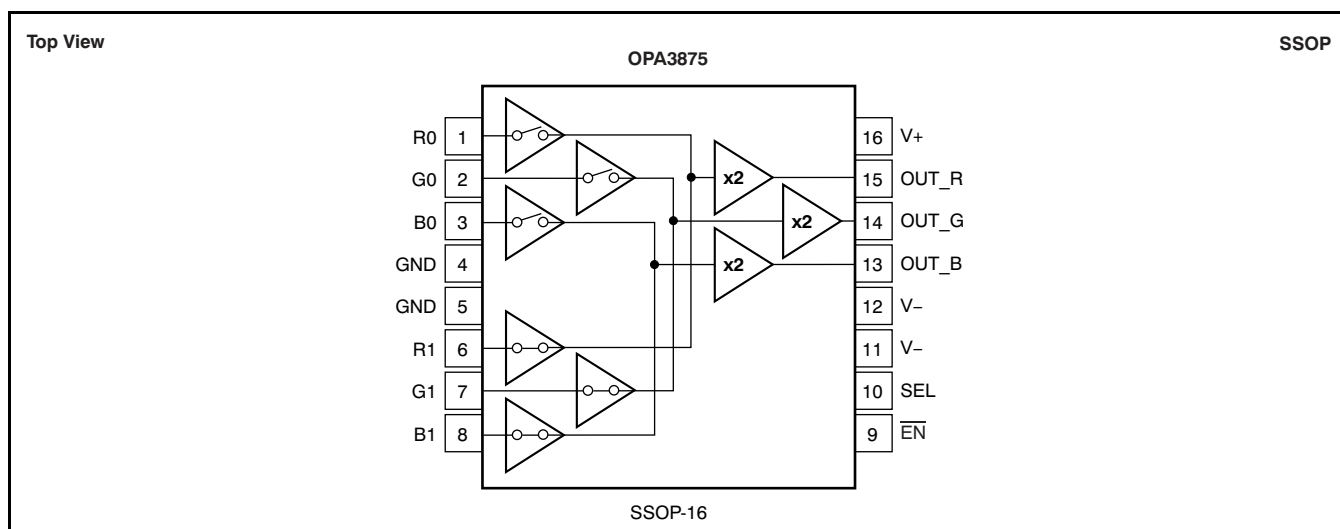 Top View
SSOP
OPA3875
R0 1
G0 2
B0 3
GND 4
GND 5
R1 6
G1 7
B1 8
x2
x2
x2
16 V+
15 OUT_R
14 OUT_G
13 OUT_B
12 V−
11 V−
10 SEL
9 E̅N̅
SSOP-16